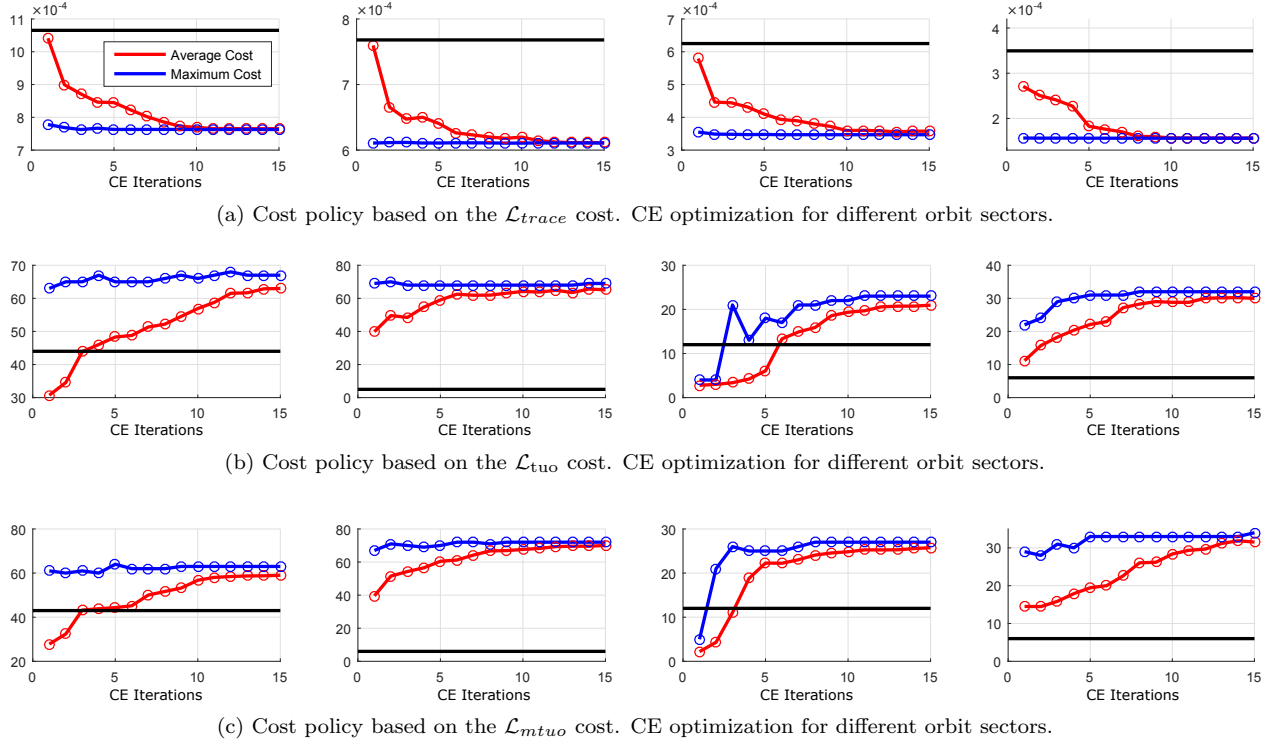 ×10⁻⁴ ×10⁻⁴ ×10⁻⁴ ×10⁻⁴
11 8 7
10 Average Cost 6 4
Maximum Cost
9 7 5 3
8 4 2
7 6 3
0 5 10 15 0 5 10 15 0 5 10 15 0 5 10 15
CE Iterations CE Iterations CE Iterations CE Iterations
(a) Cost policy based on the ℒtrace cost. CE optimization for different orbit sectors.
70 80 30 40
60 60 20 30
50 40 20
40 20 10 10
30 0 0 0
0 5 10 15 0 5 10 15 0 5 10 15 0 5 10 15
CE Iterations CE Iterations CE Iterations CE Iterations
(b) Cost policy based on the ℒtuo cost. CE optimization for different orbit sectors.
80 80 30
60 60 20 30
40 40 20
20 10 10
20 0 0 0
0 5 10 15 0 5 10 15 0 5 10 15 0 5 10 15
CE Iterations CE Iterations CE Iterations CE Iterations
(c) Cost policy based on the ℒmtuo cost. CE optimization for different orbit sectors.